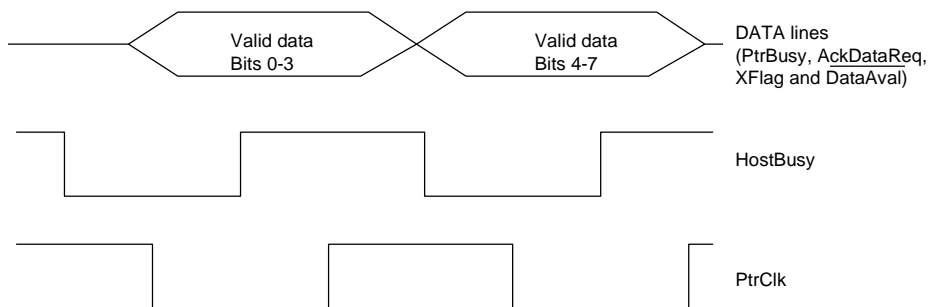 Valid data
Bits 0-3
Valid data
Bits 4-7
DATA lines
(PtrBusy, AckDataReq,
XFlag and DataAval)
HostBusy
PtrClk